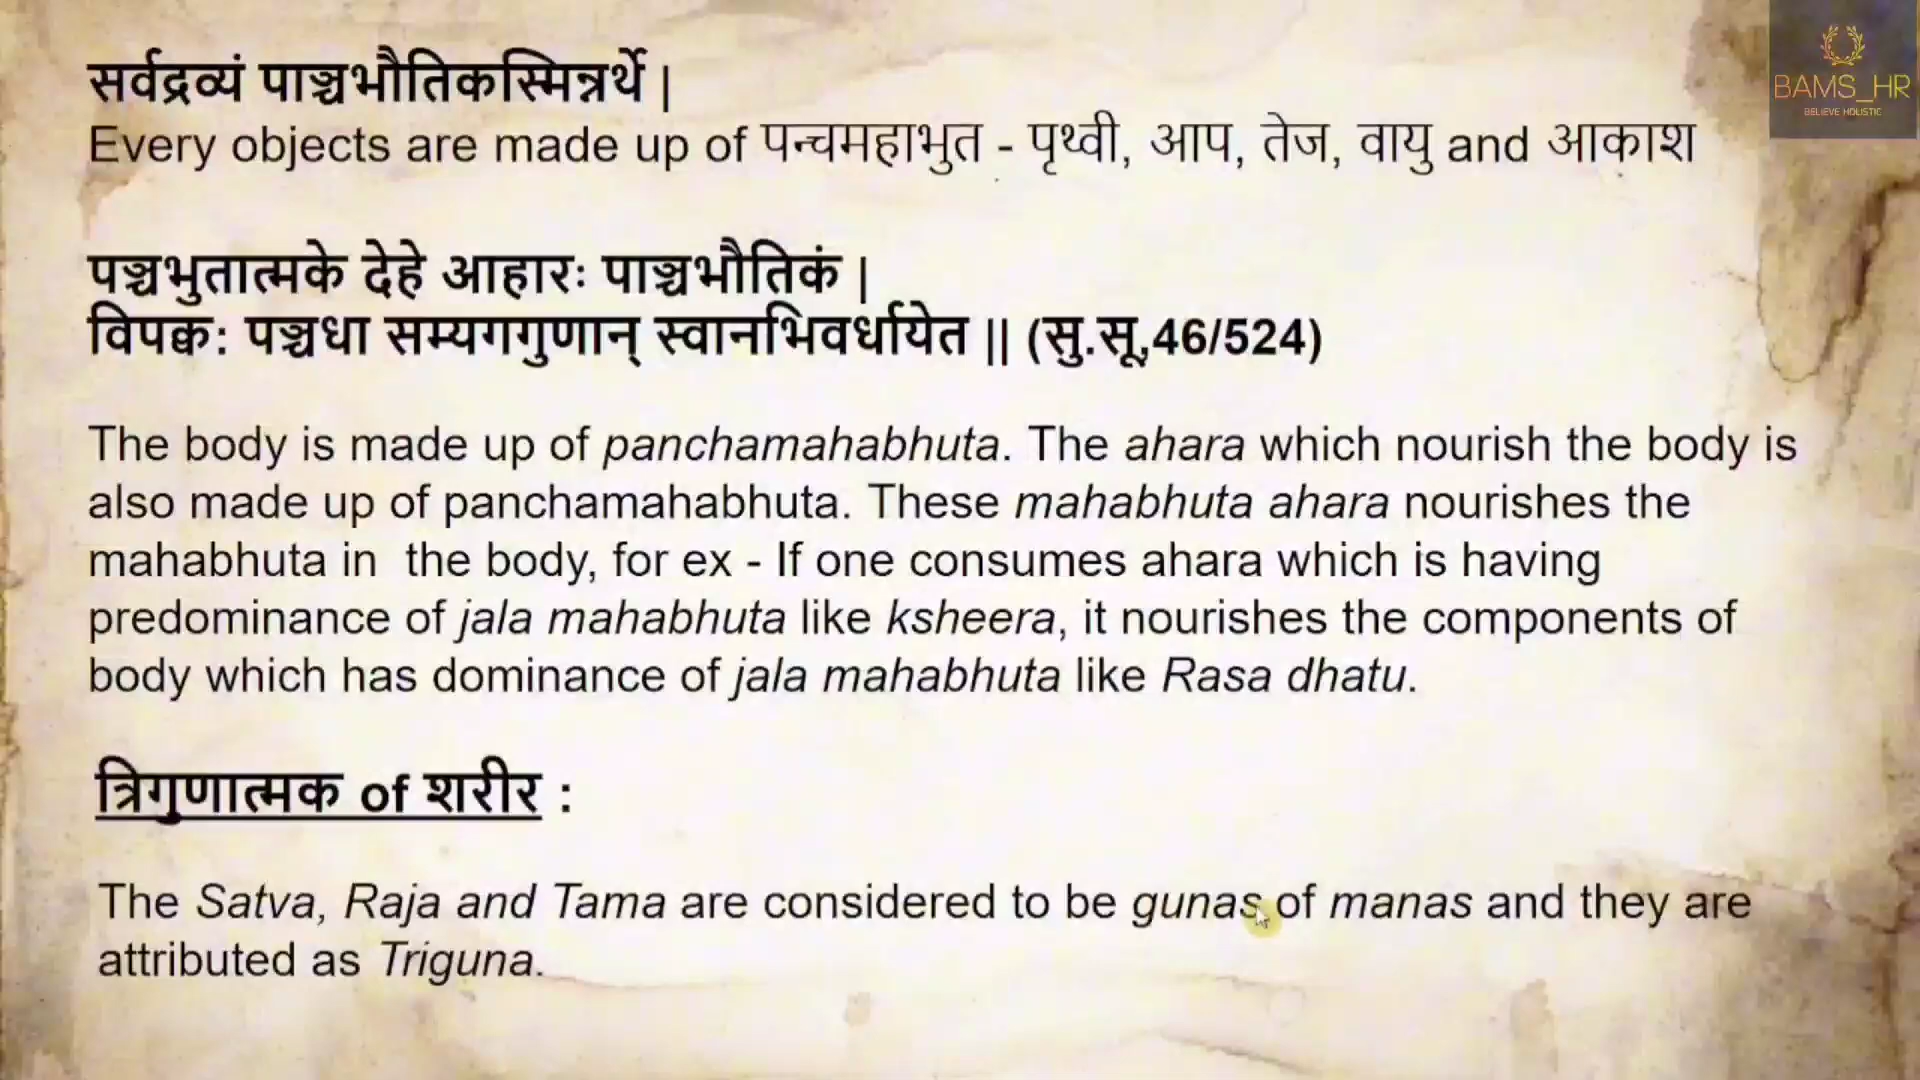 सर्वद्रव्यं पाञ्चभौतिकस्मिन्नर्थे |
BAMS_HR
BELIEVE HOLISTIC
Every objects are made up of पन्चमहाभुत - पृथ्वी, आप, तेज, वायु and आकाश
पञ्चभुतात्मके देहे आहारः पाञ्चभौतिकं |
विपक्व: पञ्चधा सम्यगगुणान् स्वानभिवर्धायेत || (सु.सू,46/524)
The body is made up of panchamahabhuta. The ahara which nourish the body is
also made up of panchamahabhuta. These mahabhuta ahara nourishes the
mahabhuta in the body, for ex - If one consumes ahara which is having
predominance of jala mahabhuta like ksheera, it nourishes the components of
body which has dominance of jala mahabhuta like Rasa dhatu.
त्रिगुणात्मक of शरीर :
The Satva, Raja and Tama are considered to be gunas of manas and they are
attributed as Triguna.